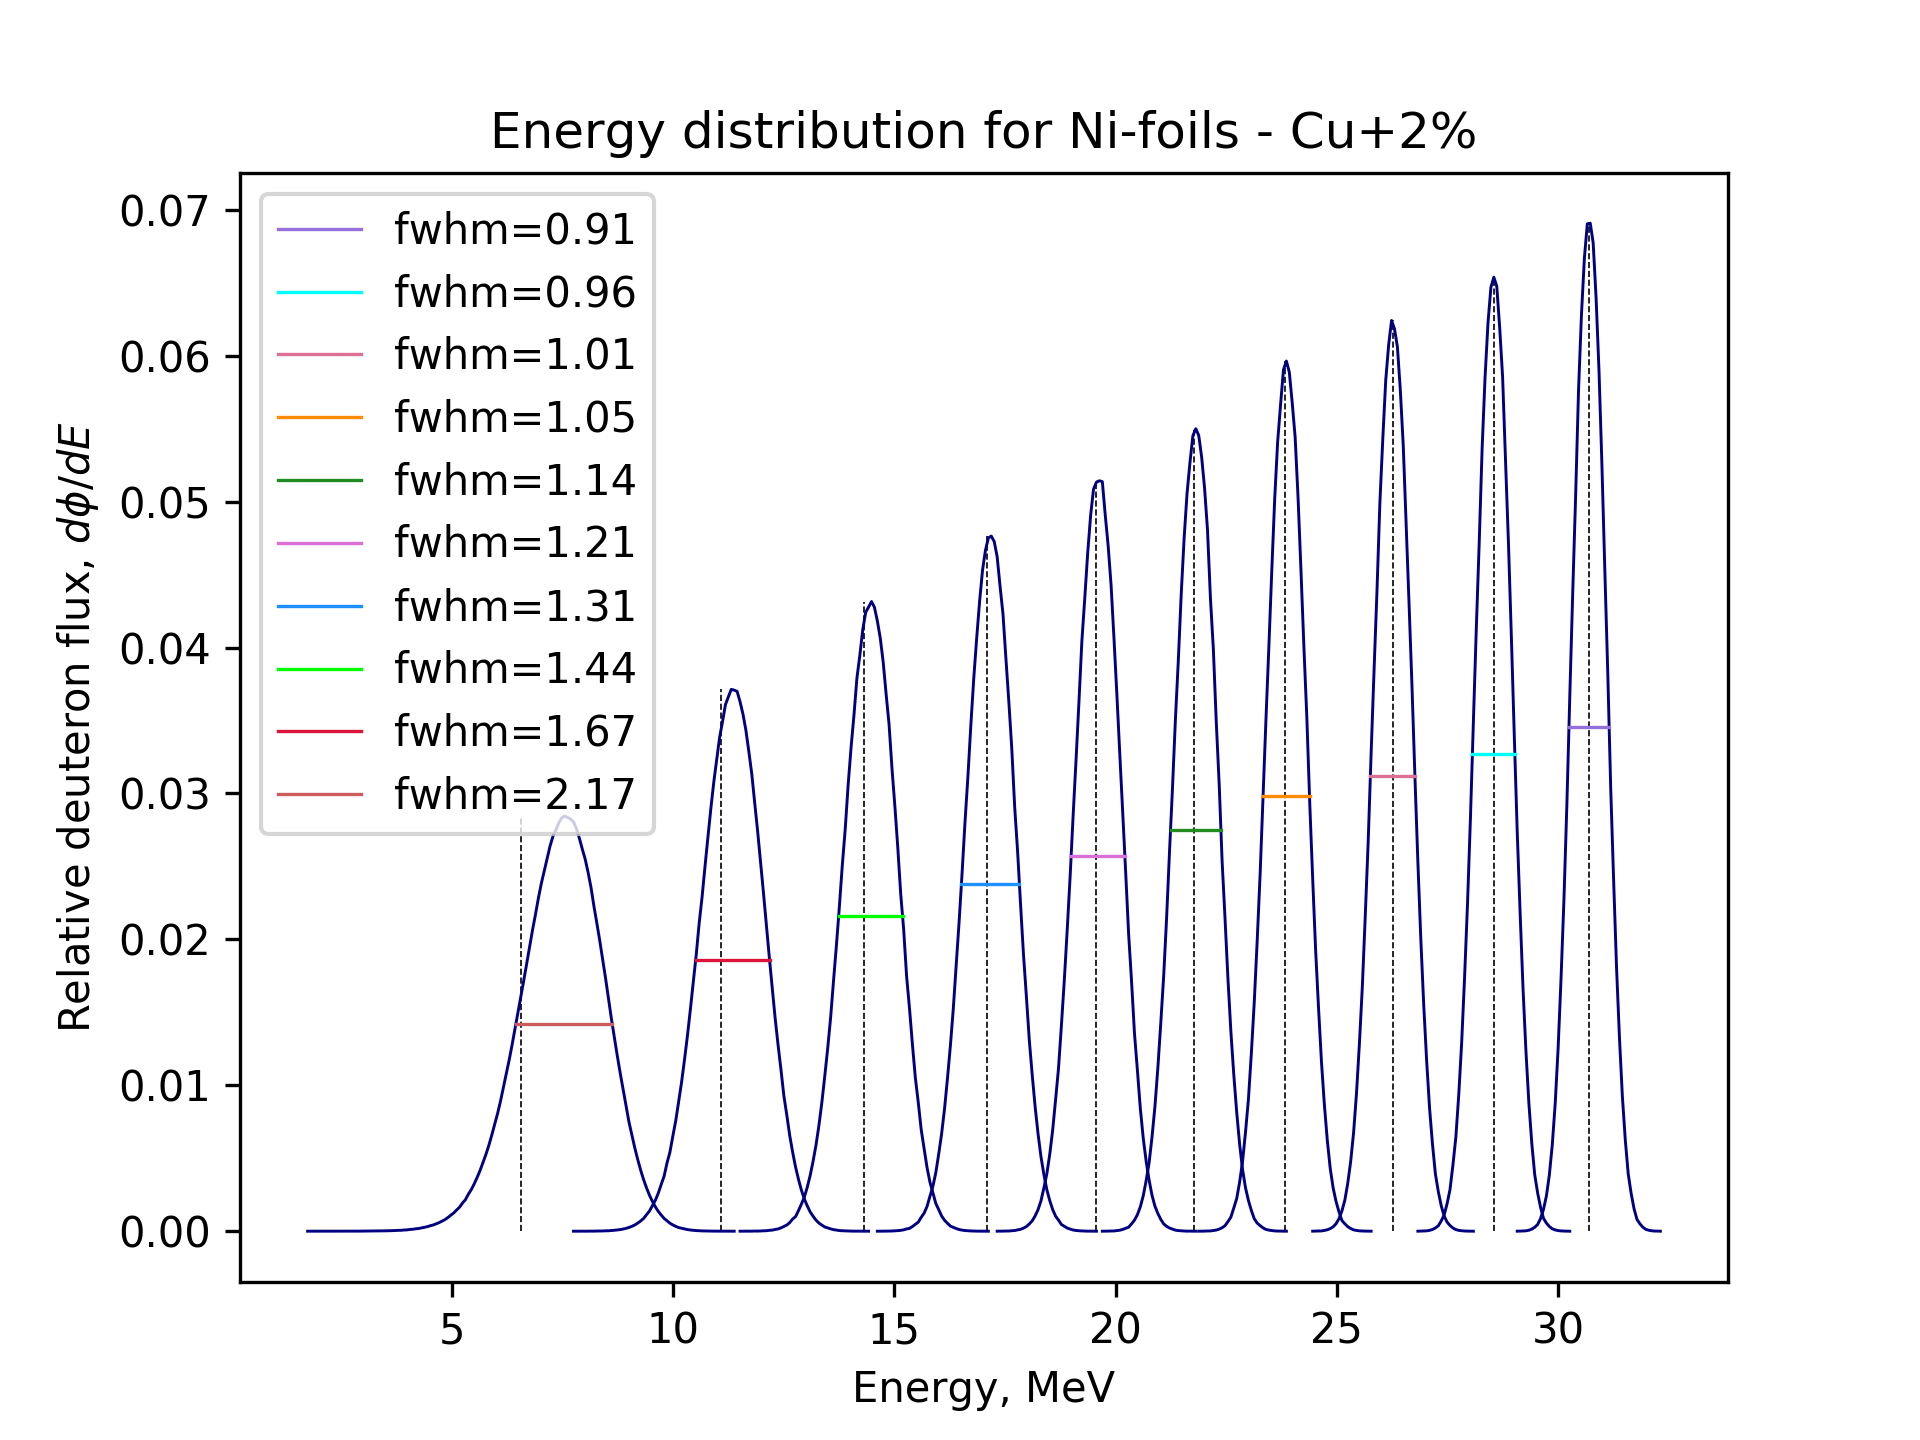 Energy distribution for Ni-foils - Cu+2%
fwhm=0.91
fwhm=0.96
fwhm=1.01
fwhm=1.05
fwhm=1.14
fwhm=1.21
fwhm=1.31
fwhm=1.44
fwhm=1.67
fwhm=2.17
Relative deuteron flux, dϕ/dE
0.07
0.06
0.05
0.04
0.03
0.02
0.01
0.00
5 10 15 20 25 30
Energy, MeV